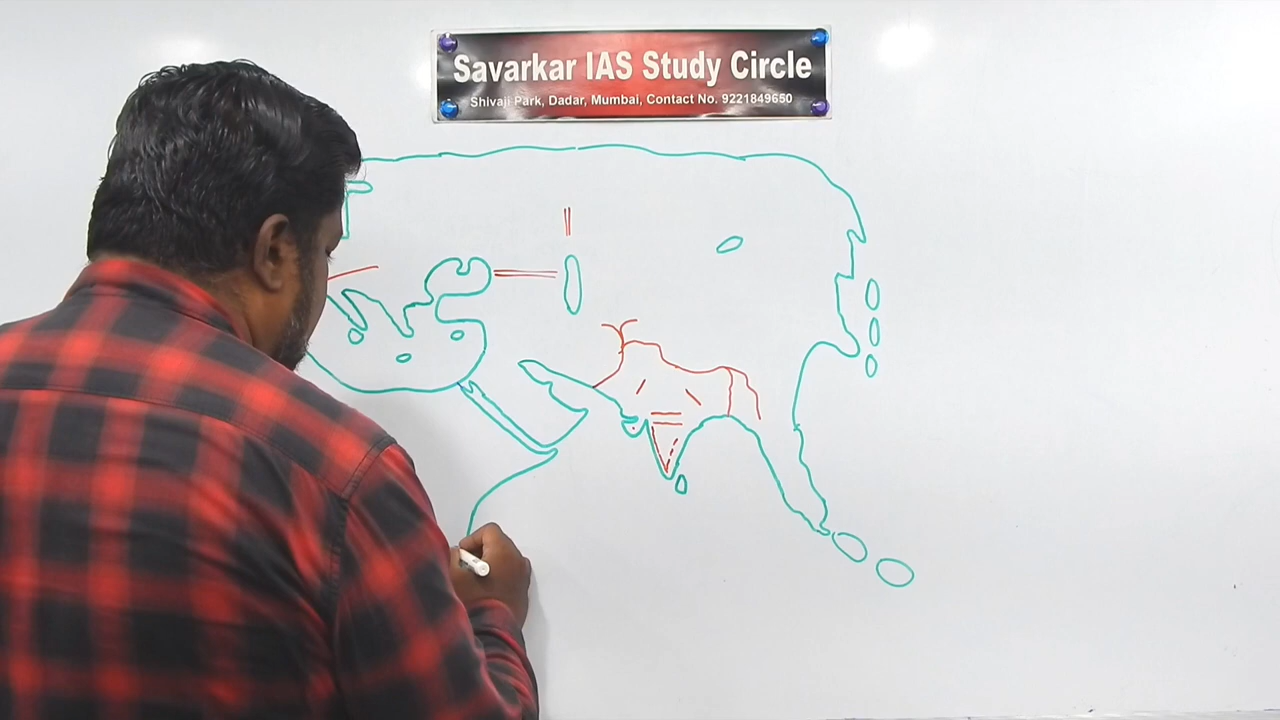 Savarkar IAS Study Circle
Shivaji Park, Dadar, Mumbai, Contact No. 9221849650